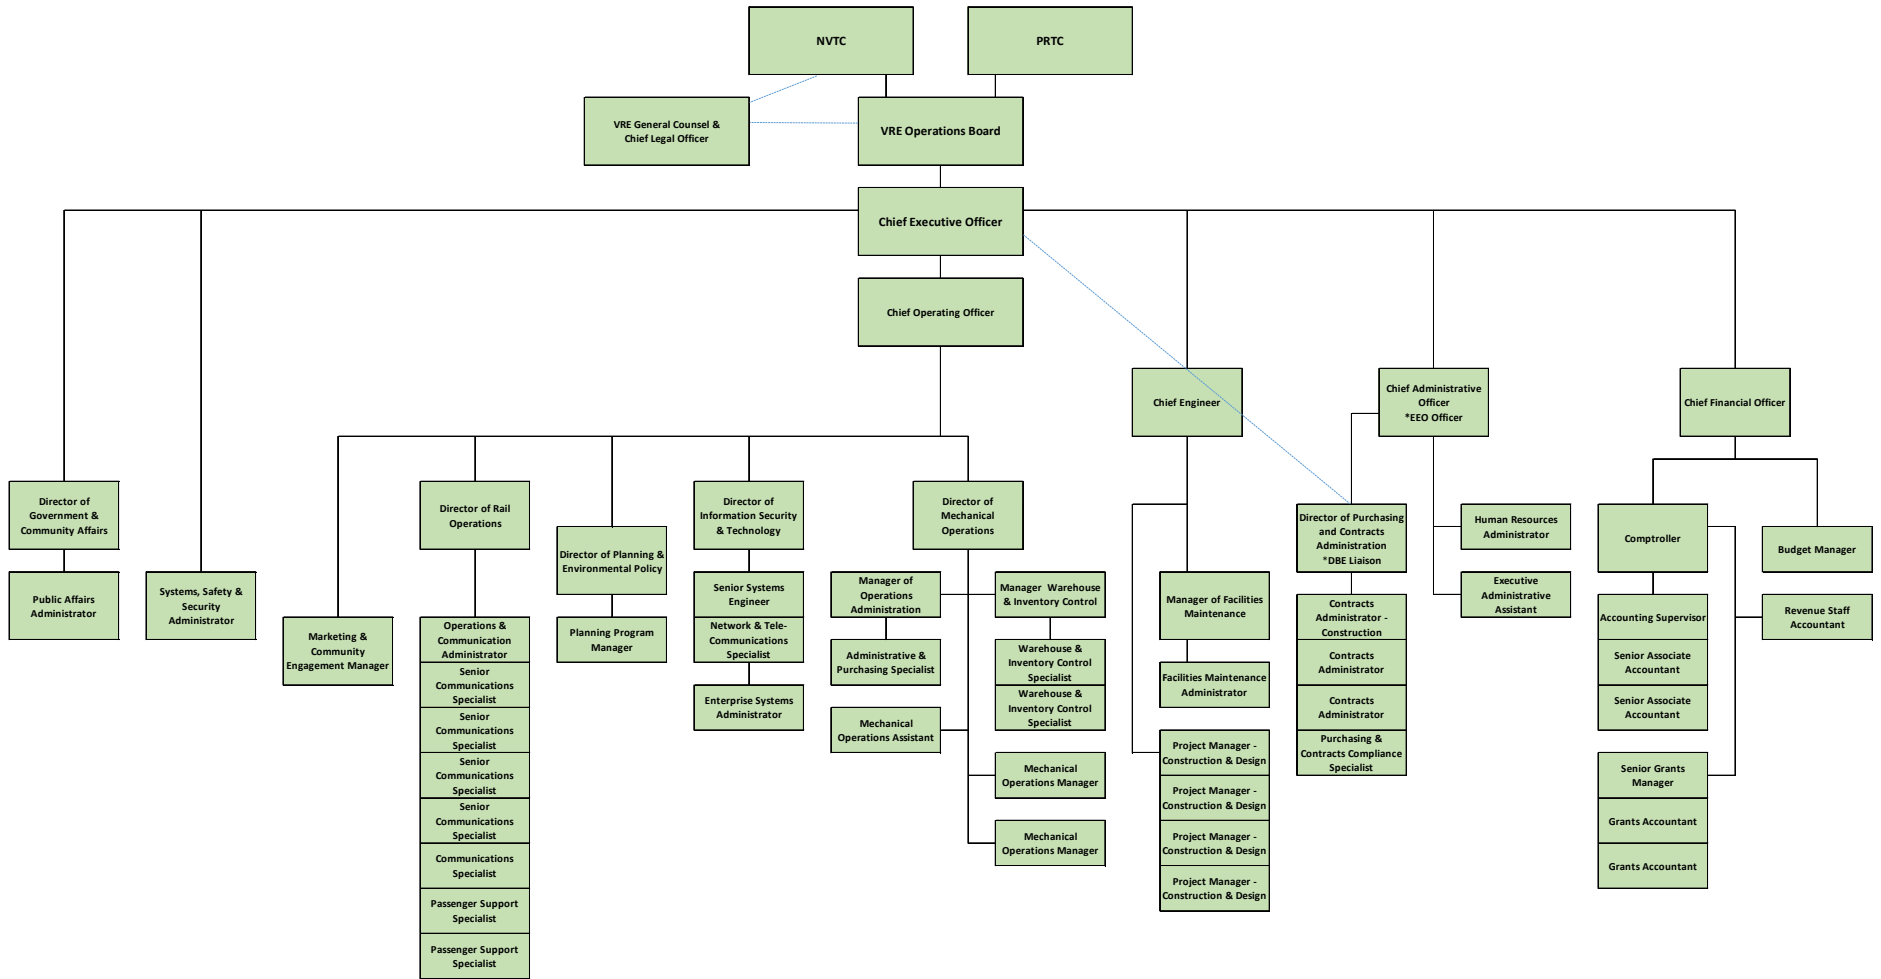 NVTC
PRTC
VRE General Counsel &
Chief Legal Officer
VRE Operations Board
Chief Executive Officer
Chief Operating Officer
Chief Engineer
Chief Administrative
Officer
*EEO Officer
Chief Financial Officer
Director of
Government &
Community Affairs
Public Affairs
Administrator
Systems, Safety &
Security
Administrator
Marketing &
Community
Engagement Manager
Director of Rail
Operations
Operations &
Communication
Administrator
Senior
Communications
Specialist
Senior
Communications
Specialist
Senior
Communications
Specialist
Senior
Communications
Specialist
Communications
Specialist
Passenger Support
Specialist
Passenger Support
Specialist
Director of Planning &
Environmental Policy
Planning Program
Manager
Director of
Information Security
& Technology
Senior Systems
Engineer
Network & Tele-
Communications
Specialist
Enterprise Systems
Administrator
Director of
Mechanical
Operations
Manager of
Operations
Administration
Administrative &
Purchasing Specialist
Mechanical
Operations Assistant
Manager  Warehouse
& Inventory Control
Warehouse &
Inventory Control
Specialist
Warehouse &
Inventory Control
Specialist
Mechanical
Operations Manager
Mechanical
Operations Manager
Manager of Facilities
Maintenance
Facilities Maintenance
Administrator
Project Manager -
Construction & Design
Project Manager -
Construction & Design
Project Manager -
Construction & Design
Project Manager -
Construction & Design
Director of Purchasing
and Contracts
Administration
*DBE Liaison
Contracts
Administrator -
Construction
Contracts
Administrator
Contracts
Administrator
Purchasing &
Contracts Compliance
Specialist
Human Resources
Administrator
Executive
Administrative
Assistant
Comptroller
Accounting Supervisor
Senior Associate
Accountant
Senior Associate
Accountant
Senior Grants
Manager
Grants Accountant
Grants Accountant
Budget Manager
Revenue Staff
Accountant